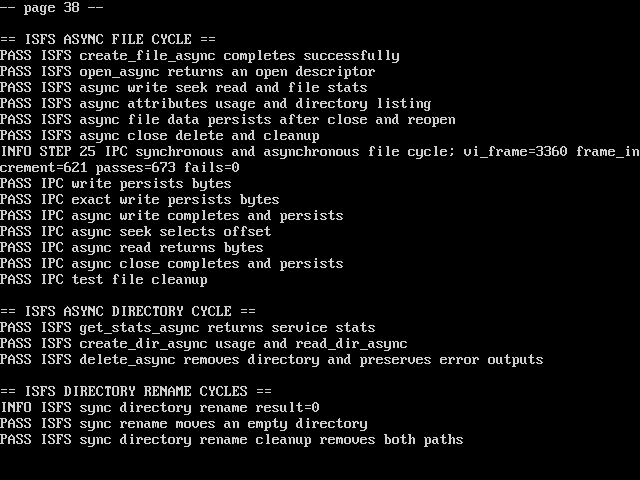 -- page 38 --
== ISFS ASYNC FILE CYCLE ==
PASS ISFS create_file_async completes successfully
PASS ISFS open_async returns an open descriptor
PASS ISFS async write seek read and file stats
PASS ISFS async attributes usage and directory listing
PASS ISFS async file data persists after close and reopen
PASS ISFS async close delete and cleanup
INFO STEP 25 IPC synchronous and asynchronous file cycle; vi_frame=3360 frame_in
crement=621 passes=673 fails=0
PASS IPC write persists bytes
PASS IPC exact write persists bytes
PASS IPC async write completes and persists
PASS IPC async seek selects offset
PASS IPC async read returns bytes
PASS IPC async close completes and persists
PASS IPC test file cleanup
== ISFS ASYNC DIRECTORY CYCLE ==
PASS ISFS get_stats_async returns service stats
PASS ISFS create_dir_async usage and read_dir_async
PASS ISFS delete_async removes directory and preserves error outputs
== ISFS DIRECTORY RENAME CYCLES ==
INFO ISFS sync directory rename result=0
PASS ISFS sync rename moves an empty directory
PASS ISFS sync directory rename cleanup removes both paths